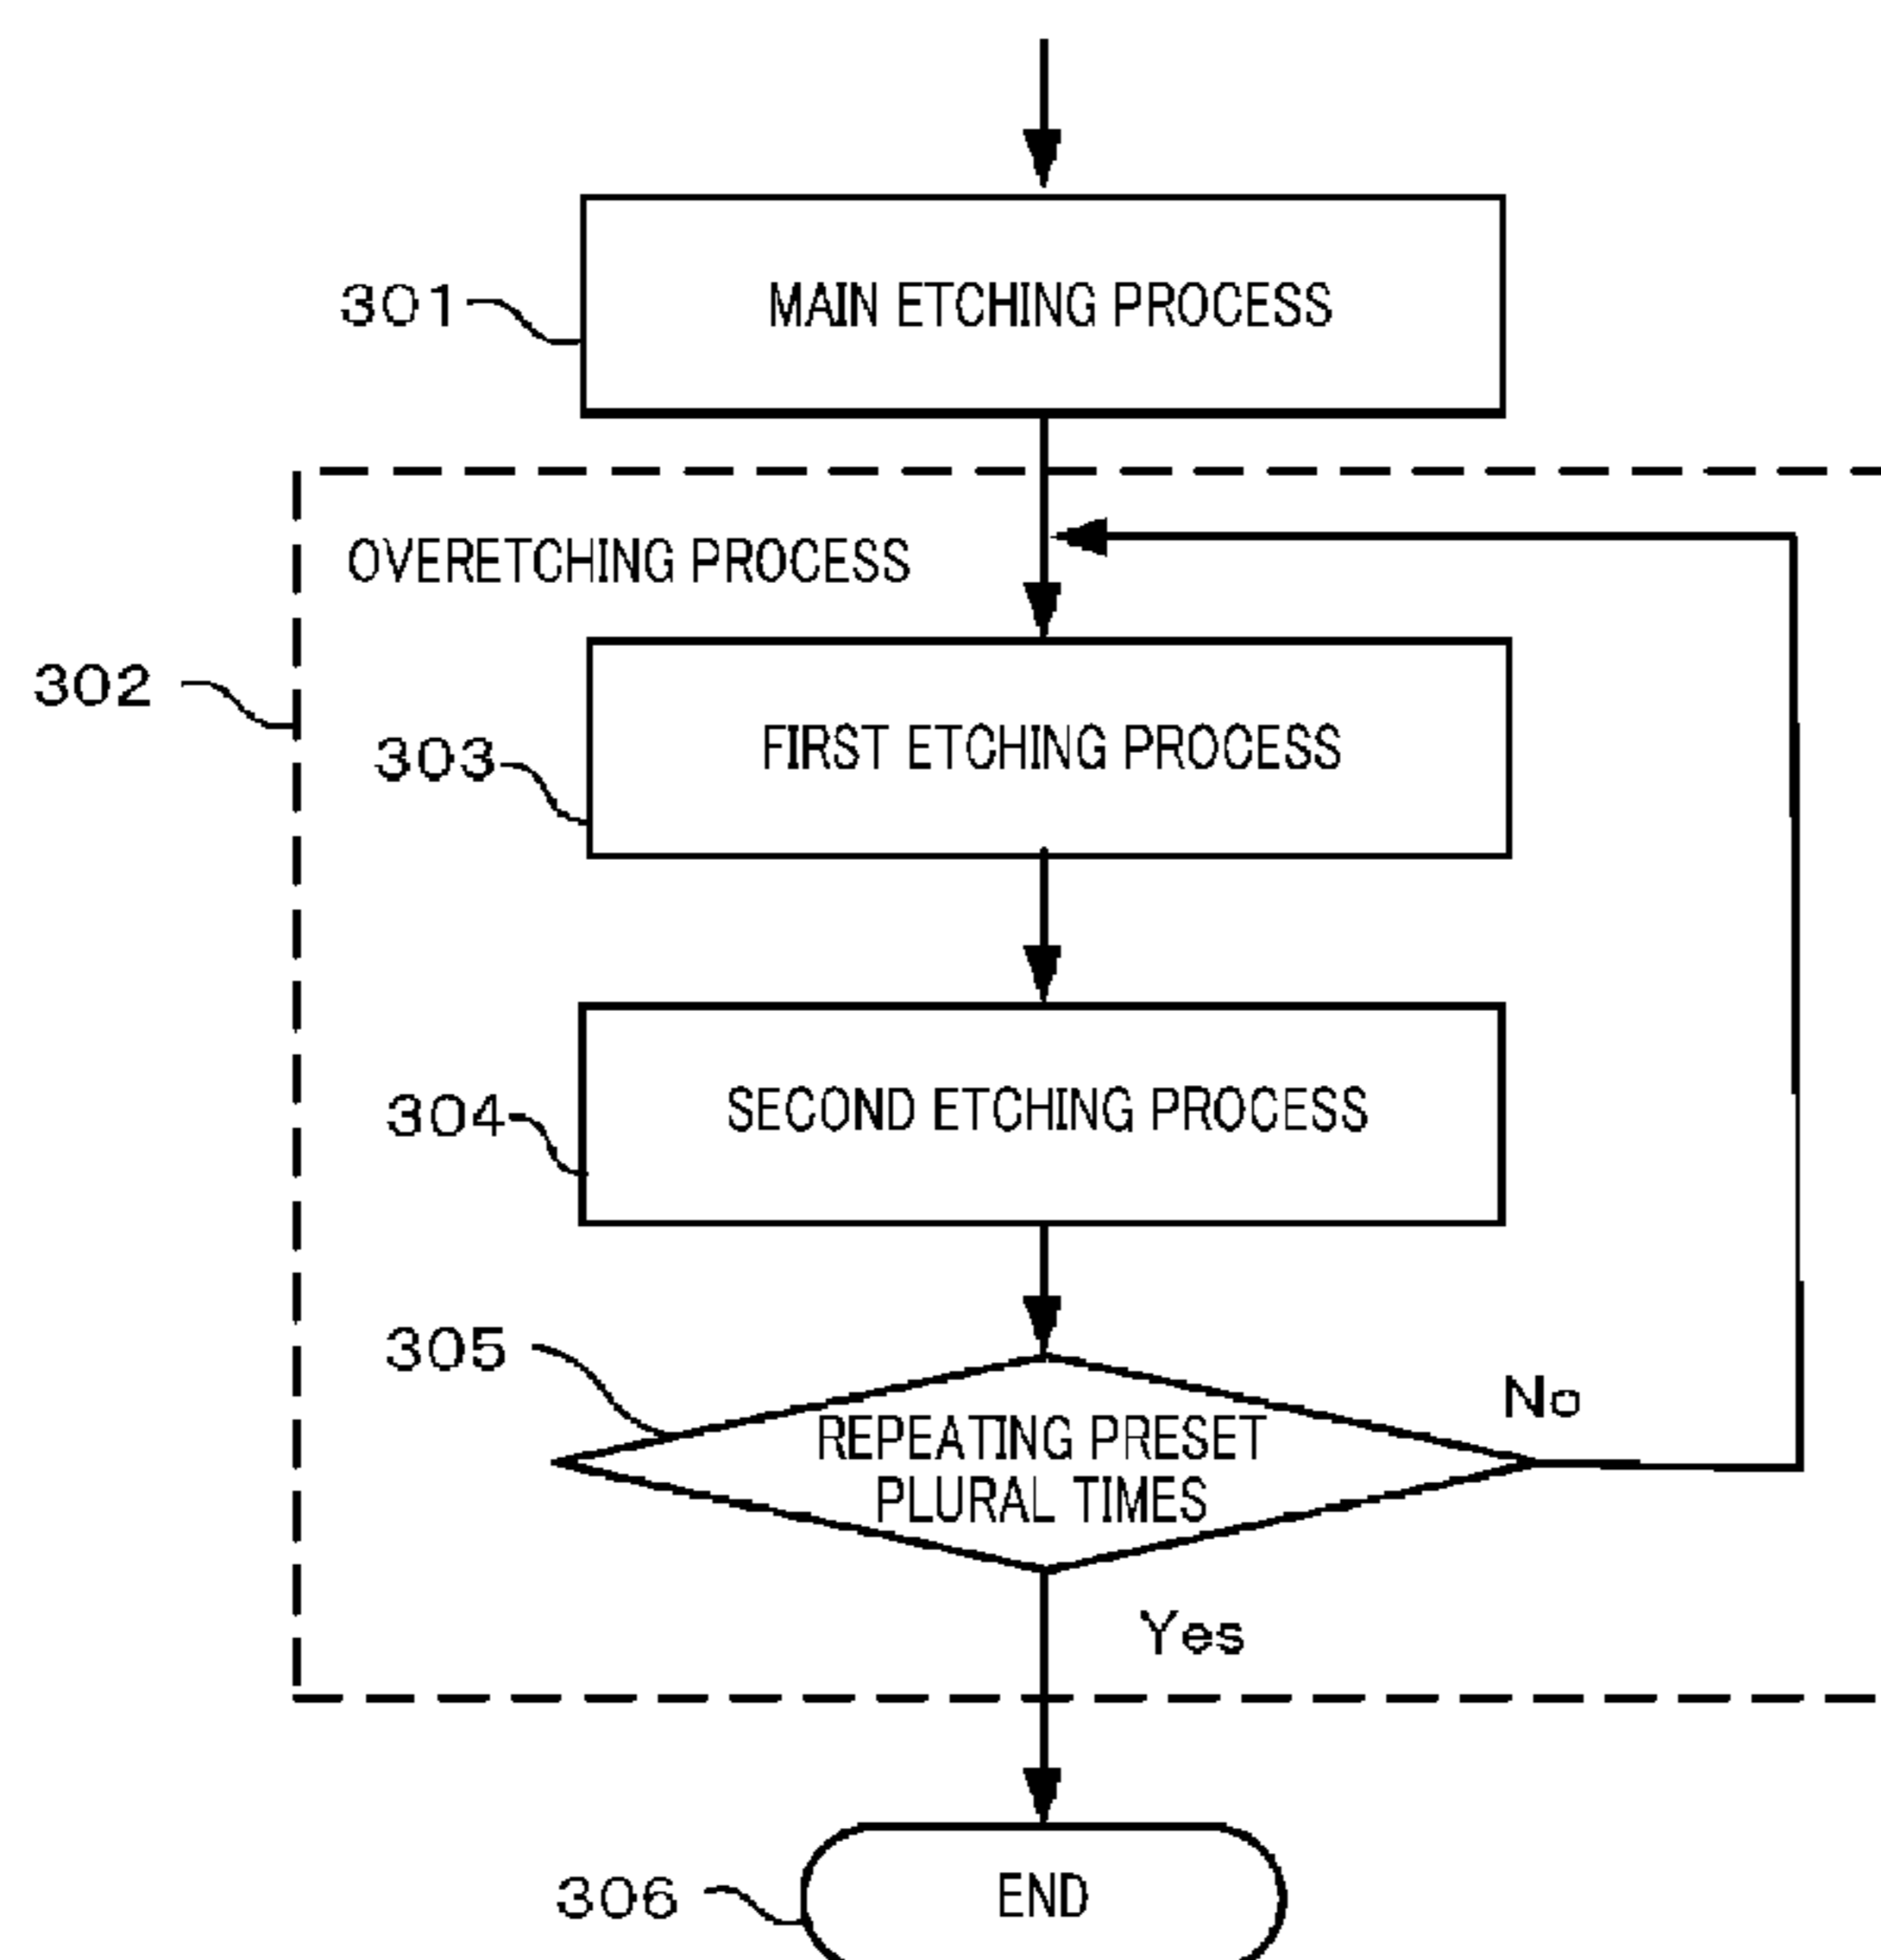 301
MAIN ETCHING PROCESS
OVERETCHING PROCESS
302
303
FIRST ETCHING PROCESS
304
SECOND ETCHING PROCESS
305
No
REPEATING PRESET
PLURAL TIMES
Yes
306
END